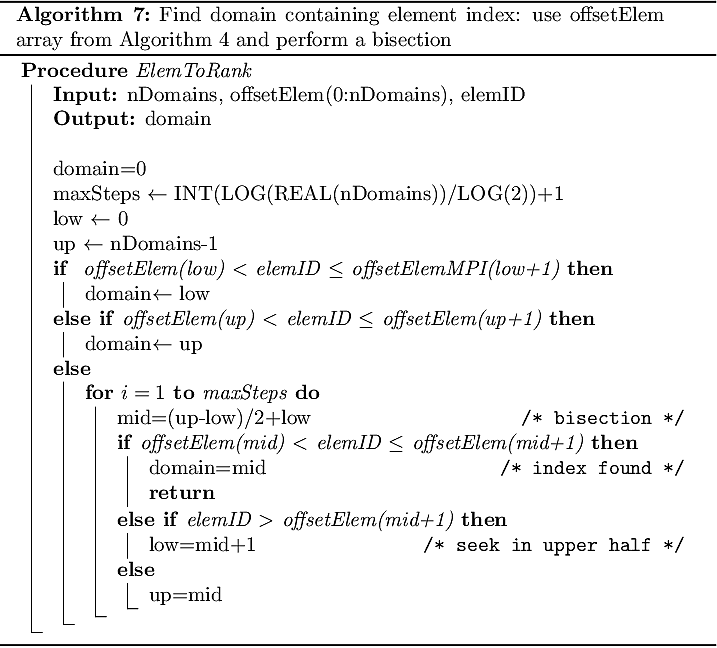 Algorithm 7: Find domain containing element index: use offsetElem
array from Algorithm 4 and perform a bisection
Procedure ElemToRank
Input: nDomains, offsetElem(0:nDomains), elemID
Output: domain
domain=0
maxSteps ← INT(LOG(REAL(nDomains))/LOG(2))+1
low ← 0
up ← nDomains-1
if offsetElem(low) < elemID ≤ offsetElemMPI(low+1) then
domain← low
else if offsetElem(up) < elemID ≤ offsetElem(up+1) then
domain← up
else
for i = 1 to maxSteps do
mid=(up-low)/2+low /* bisection */
if offsetElem(mid) < elemID ≤ offsetElem(mid+1) then
domain=mid /* index found */
return
else if elemID > offsetElem(mid+1) then
low=mid+1 /* seek in upper half */
else
up=mid